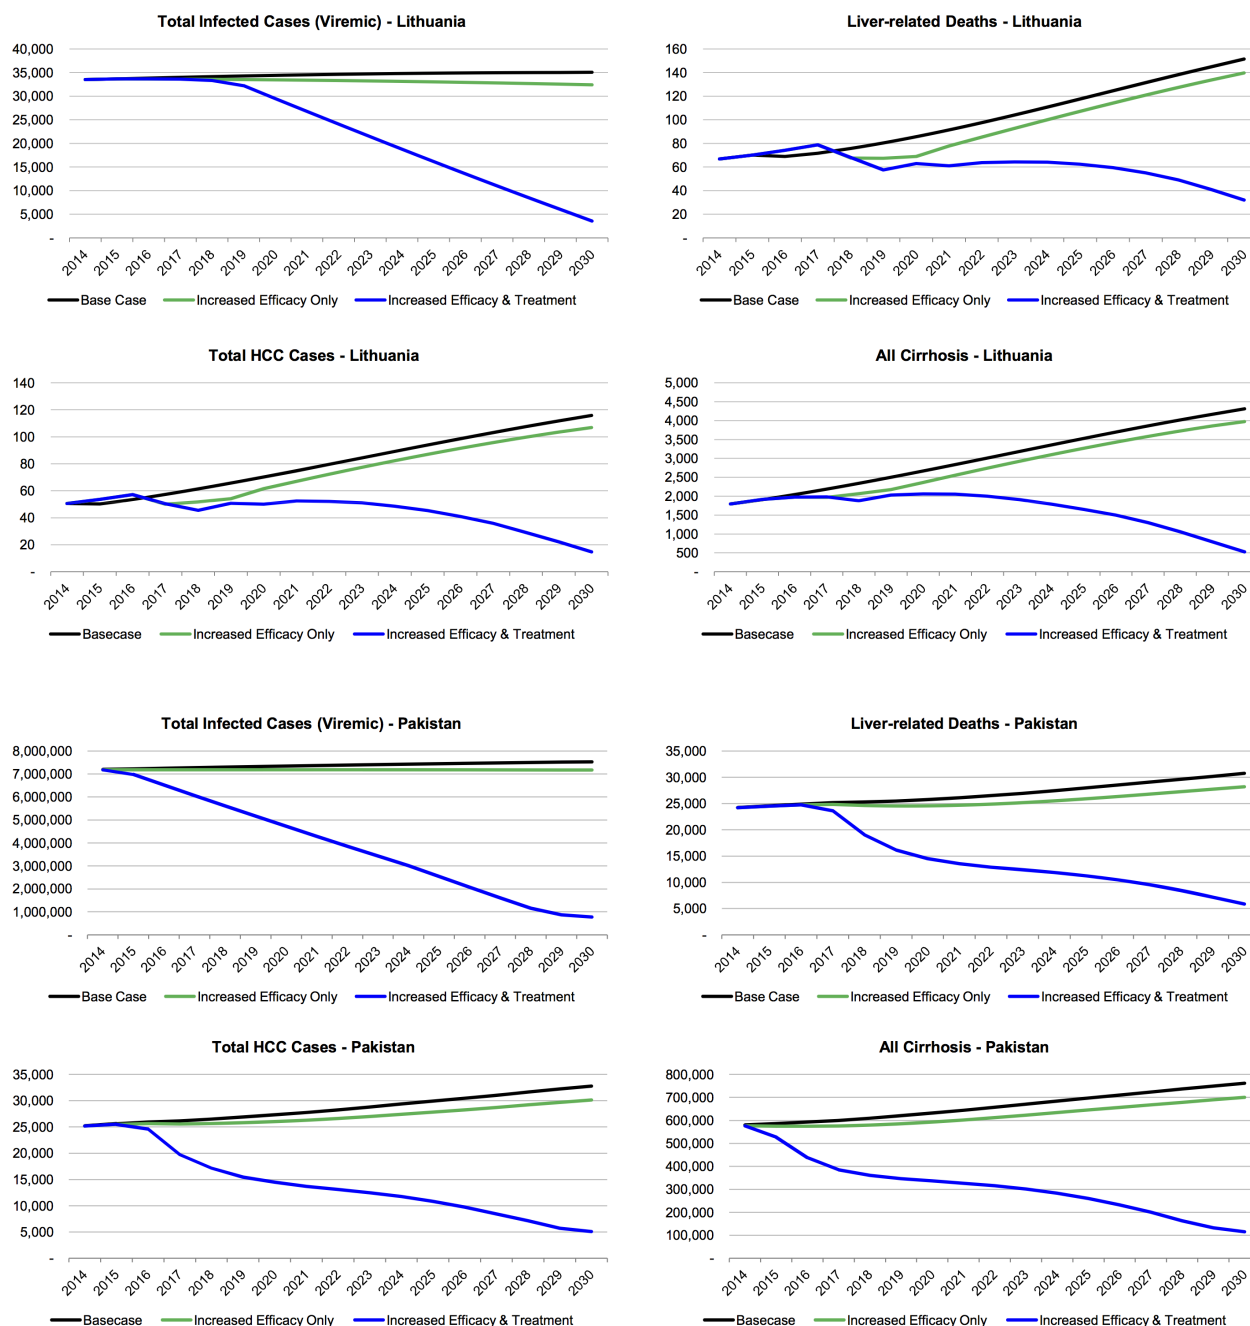 Total Infected Cases (Viremic) - Lithuania
40,000
35,000
30,000
25,000
20,000
15,000
10,000
5,000
-
2014 2015 2016 2017 2018 2019 2020 2021 2022 2023 2024 2025 2026 2027 2028 2029 2030
Base Case Increased Efficacy Only Increased Efficacy & Treatment
Liver-related Deaths - Lithuania
160
140
120
100
80
60
40
20
-
2014 2015 2016 2017 2018 2019 2020 2021 2022 2023 2024 2025 2026 2027 2028 2029 2030
Base Case Increased Efficacy Only Increased Efficacy & Treatment
Total HCC Cases - Lithuania
140
120
100
80
60
40
20
-
2014 2015 2016 2017 2018 2019 2020 2021 2022 2023 2024 2025 2026 2027 2028 2029 2030
Basecase Increased Efficacy Only Increased Efficacy & Treatment
All Cirrhosis - Lithuania
5,000
4,500
4,000
3,500
3,000
2,500
2,000
1,500
1,000
500
-
2014 2015 2016 2017 2018 2019 2020 2021 2022 2023 2024 2025 2026 2027 2028 2029 2030
Basecase Increased Efficacy Only Increased Efficacy & Treatment
Total Infected Cases (Viremic) - Pakistan
8,000,000
7,000,000
6,000,000
5,000,000
4,000,000
3,000,000
2,000,000
1,000,000
-
2014 2015 2016 2017 2018 2019 2020 2021 2022 2023 2024 2025 2026 2027 2028 2029 2030
Base Case Increased Efficacy Only Increased Efficacy & Treatment
Liver-related Deaths - Pakistan
35,000
30,000
25,000
20,000
15,000
10,000
5,000
-
2014 2015 2016 2017 2018 2019 2020 2021 2022 2023 2024 2025 2026 2027 2028 2029 2030
Base Case Increased Efficacy Only Increased Efficacy & Treatment
Total HCC Cases - Pakistan
35,000
30,000
25,000
20,000
15,000
10,000
5,000
-
2014 2015 2016 2017 2018 2019 2020 2021 2022 2023 2024 2025 2026 2027 2028 2029 2030
Basecase Increased Efficacy Only Increased Efficacy & Treatment
All Cirrhosis - Pakistan
800,000
700,000
600,000
500,000
400,000
300,000
200,000
100,000
-
2014 2015 2016 2017 2018 2019 2020 2021 2022 2023 2024 2025 2026 2027 2028 2029 2030
Base Case Increased Efficacy Only Increased Efficacy & Treatment